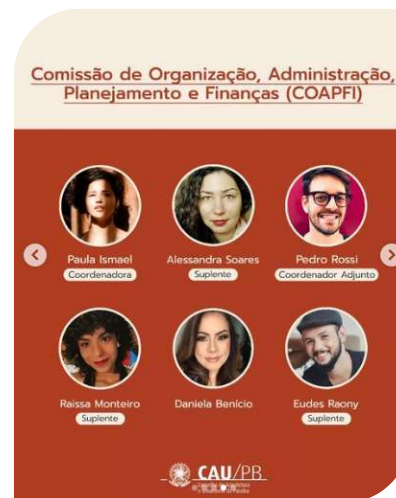 Comissão de Organização, Administração,
Planejamento e Finanças (COAPFI)
Paula Ismael
Coordenadora
Alessandra Soares
Suplente
Pedro Rossi
Coordenador Adjunto
Raissa Monteiro
Suplente
Daniela Benício
Eudes Raony
Suplente
CAU/PB